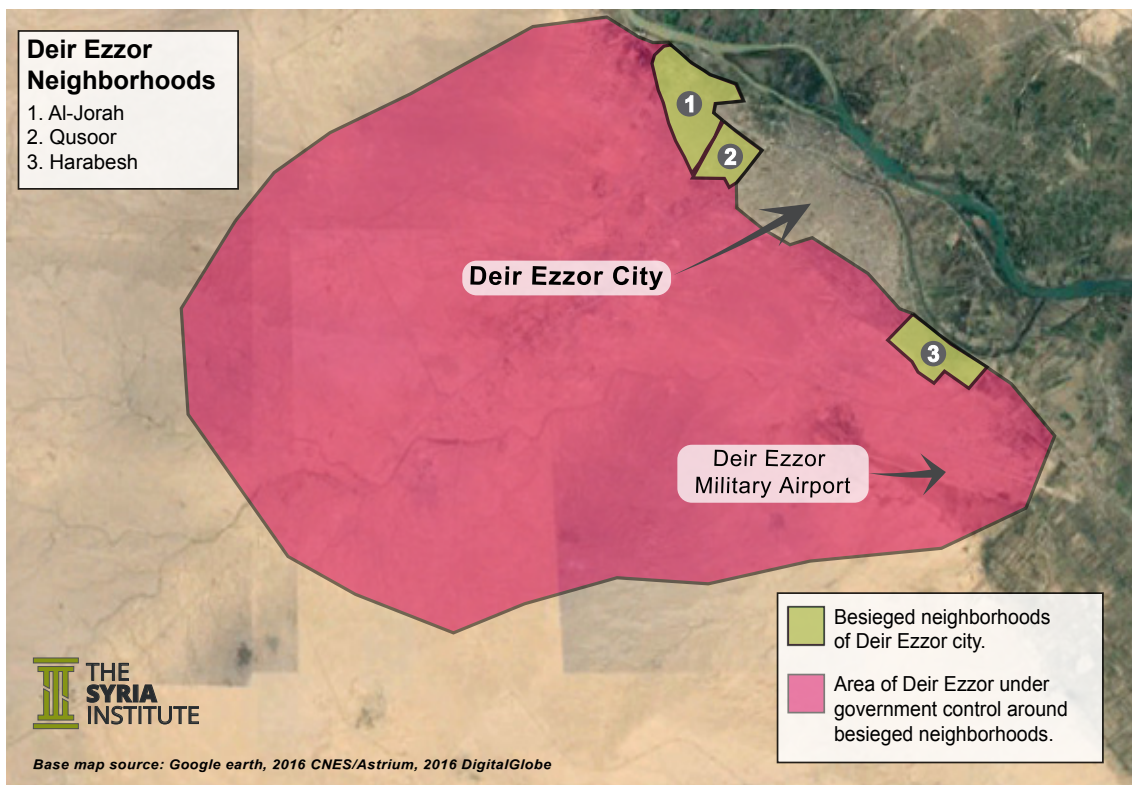 Deir Ezzor
Neighborhoods
1. Al-Jorah
2. Qusoor
3. Harabesh
1
2
Deir Ezzor City
3
Deir Ezzor
Military Airport
Besieged neighborhoods
of Deir Ezzor city.
Area of Deir Ezzor under
government control around
besieged neighborhoods.
THE
SYRIA
INSTITUTE
Base map source: Google earth, 2016 CNES/Astrium, 2016 DigitalGlobe